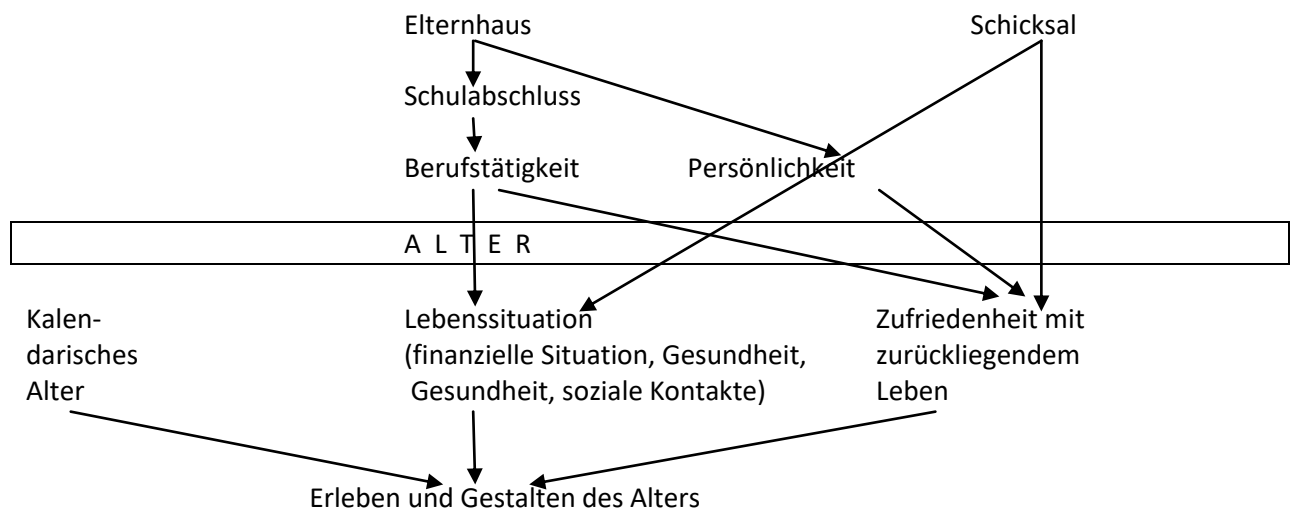 Elternhaus Schicksal
Schulabschluss
Berufstätigkeit Persönlichkeit
A L T E R
Kalen- Lebenssituation Zufriedenheit mit
darisches (finanzielle Situation, Gesundheit, zurückliegendem
Alter Gesundheit, soziale Kontakte) Leben
Erleben und Gestalten des Alters